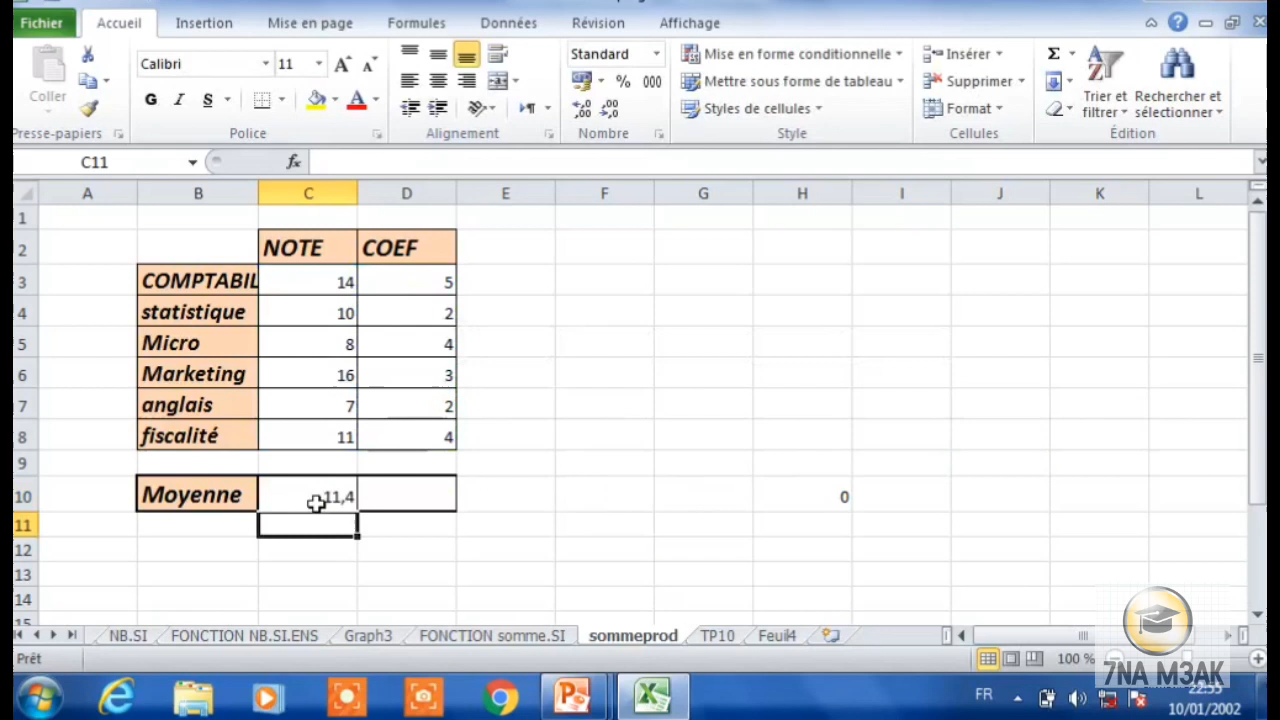 Fichier Accueil Insertion Mise en page Formules Données Révision Affichage
Coller
Calibri 11
G I S
A A
A
Standard
% 000
Mise en forme conditionnelle
Mettre sous forme de tableau
Styles de cellules
Insérer
Supprimer
Format
Σ
Trier et filtrer
Rechercher et sélectionner
Presse-papiers Police Alignement Nombre Style Cellules Édition
C11 fx
A B C D E F G H I J K L
1
2 NOTE COEF
3 COMPTABIL 14 5
4 statistique 10 2
5 Micro 8 4
6 Marketing 16 3
7 anglais 7 2
8 fiscalité 11 4
9
10 Moyenne 11,4 0
11
12
13
14
15
NB.SI FONCTION NB.SI.ENS Graph3 FONCTION somme.SI sommeprod TP10 Feuil4
Prêt 100 %
7NA M3AK
FR 22:55
10/01/2002